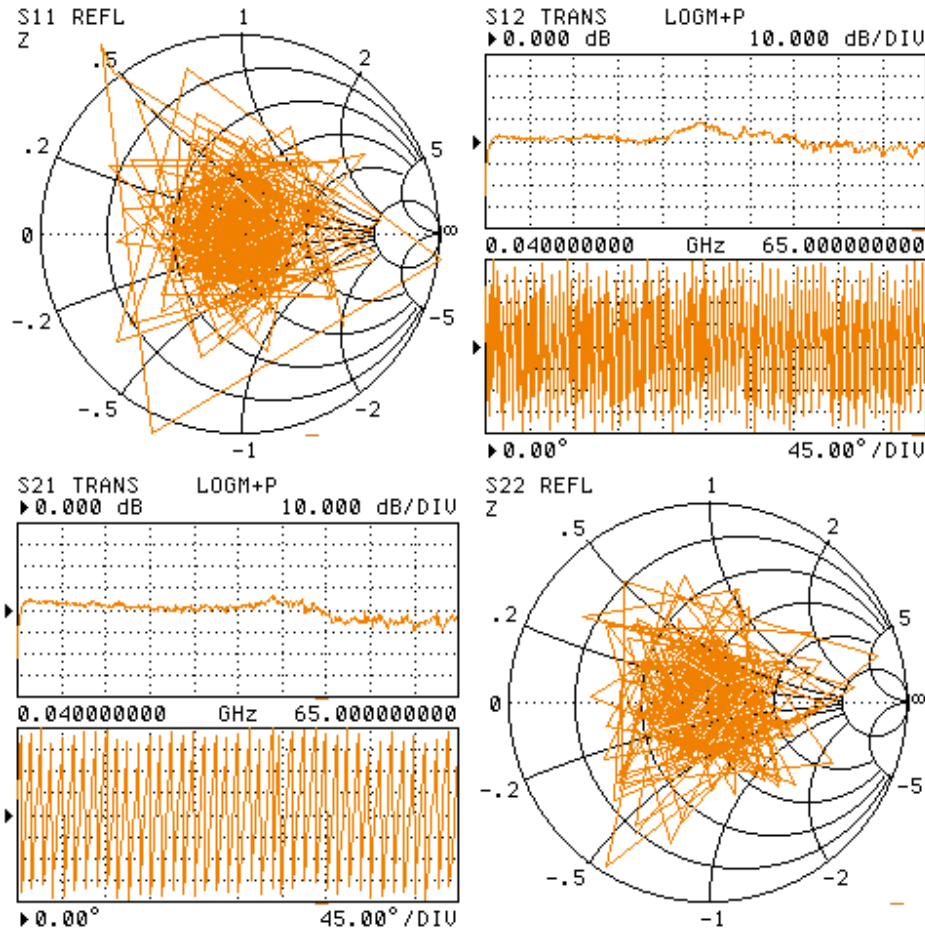 S11 REFL
Z
1
.5
2
.2
5
0
∞
-.2
-5
-.5
-2
-1
S12 TRANS LOGM+P
▶0.000 dB 10.000 dB/DIV
0.040000000 GHz 65.000000000
▶0.00° 45.00°/DIV
S21 TRANS LOGM+P
▶0.000 dB 10.000 dB/DIV
0.040000000 GHz 65.000000000
▶0.00° 45.00°/DIV
S22 REFL
Z
1
.5
2
.2
5
0
∞
-.2
-5
-.5
-2
-1